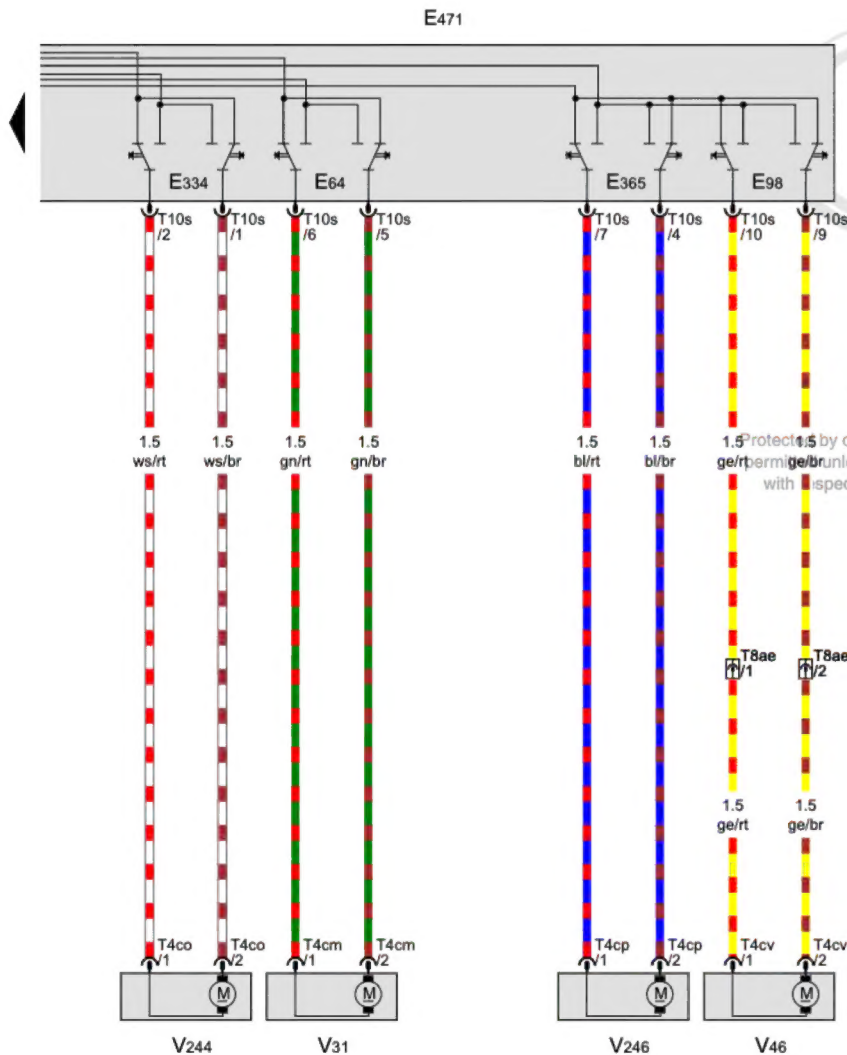 E471
E334 E64 E365 E98
T10s T10s T10s T10s T10s T10s T10s T10s
/2 /1 /6 /5 /7 /4 /10 /9
1.5 1.5 1.5 1.5 1.5 1.5 1.5 1.5
ws/rt ws/br gn/rt gn/br bl/rt bl/br ge/rt ge/br
Protected by
with
T8ae T8ae
/1 /2
1.5 1.5
ge/rt ge/br
T4co T4co T4cm T4cm T4cp T4cp T4cv T4cv
/1 /2 /1 /2 /1 /2 /1 /2
M M M M
V244 V31 V246 V46